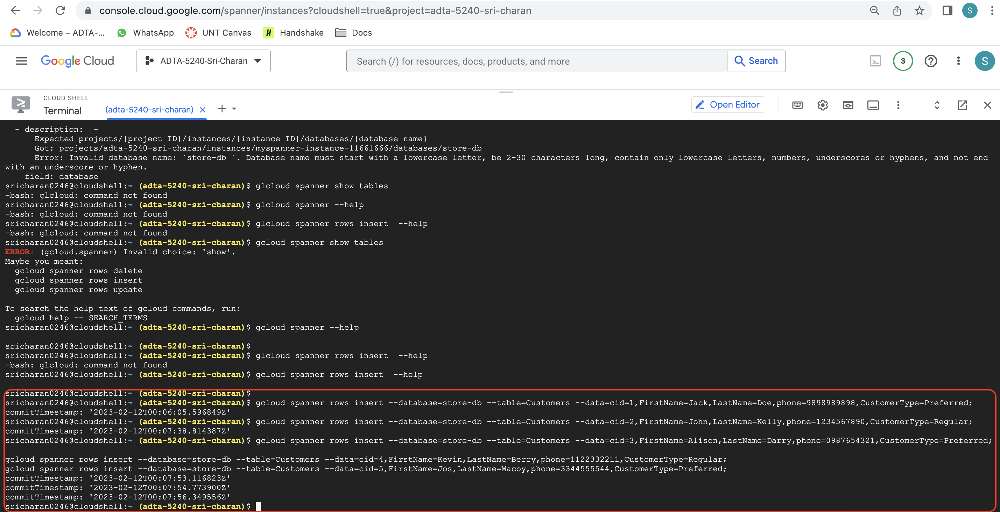 console.cloud.google.com/spanner/instances?cloudshell=true&project=adta-5240-sri-charan
S
Welcome – ADTA-...
WhatsApp
UNT Canvas
H Handshake
Docs
Google Cloud
ADTA-5240-Sri-Charan
Search (/) for resources, docs, products, and more
Search
3
S
CLOUD SHELL
Terminal
(adta-5240-sri-charan)
Open Editor
- description: |-
Expected projects/{project ID}/instances/{instance ID}/databases/{database name}
Got: projects/adta-5240-sri-charan/instances/myspanner-instance-11661666/databases/store-db
Error: Invalid database name: `store-db `. Database name must start with a lowercase letter, be 2-30 characters long, contain only lowercase letters, numbers, underscores or hyphens, and not end
with an underscore or hyphen.
field: database
sricharan0246@cloudshell:~ (adta-5240-sri-charan)$ glcloud spanner show tables
-bash: glcloud: command not found
sricharan0246@cloudshell:~ (adta-5240-sri-charan)$ glcloud spanner --help
-bash: glcloud: command not found
sricharan0246@cloudshell:~ (adta-5240-sri-charan)$ glcloud spanner rows insert  --help
-bash: glcloud: command not found
sricharan0246@cloudshell:~ (adta-5240-sri-charan)$ gcloud spanner show tables
ERROR: (gcloud.spanner) Invalid choice: 'show'.
Maybe you meant:
gcloud spanner rows delete
gcloud spanner rows insert
gcloud spanner rows update
To search the help text of gcloud commands, run:
gcloud help -- SEARCH_TERMS
sricharan0246@cloudshell:~ (adta-5240-sri-charan)$ gcloud spanner --help
sricharan0246@cloudshell:~ (adta-5240-sri-charan)$
sricharan0246@cloudshell:~ (adta-5240-sri-charan)$ glcloud spanner rows insert  --help
-bash: glcloud: command not found
sricharan0246@cloudshell:~ (adta-5240-sri-charan)$ gcloud spanner rows insert  --help
sricharan0246@cloudshell:~ (adta-5240-sri-charan)$
sricharan0246@cloudshell:~ (adta-5240-sri-charan)$ gcloud spanner rows insert --database=store-db --table=Customers --data=cid=1,FirstName=Jack,LastName=Doe,phone=9898989898,CustomerType=Preferred;
commitTimestamp: '2023-02-12T00:06:05.596849Z'
sricharan0246@cloudshell:~ (adta-5240-sri-charan)$ gcloud spanner rows insert --database=store-db --table=Customers --data=cid=2,FirstName=John,LastName=Kelly,phone=1234567890,CustomerType=Regular;
commitTimestamp: '2023-02-12T00:07:38.814387Z'
sricharan0246@cloudshell:~ (adta-5240-sri-charan)$ gcloud spanner rows insert --database=store-db --table=Customers --data=cid=3,FirstName=Alison,LastName=Darry,phone=0987654321,CustomerType=Preferred;
gcloud spanner rows insert --database=store-db --table=Customers --data=cid=4,FirstName=Kevin,LastName=Berry,phone=1122332211,CustomerType=Regular;
gcloud spanner rows insert --database=store-db --table=Customers --data=cid=5,FirstName=Jos,LastName=Macoy,phone=3344555544,CustomerType=Preferred;
commitTimestamp: '2023-02-12T00:07:53.116823Z'
commitTimestamp: '2023-02-12T00:07:54.773900Z'
commitTimestamp: '2023-02-12T00:07:56.349556Z'
sricharan0246@cloudshell:~ (adta-5240-sri-charan)$